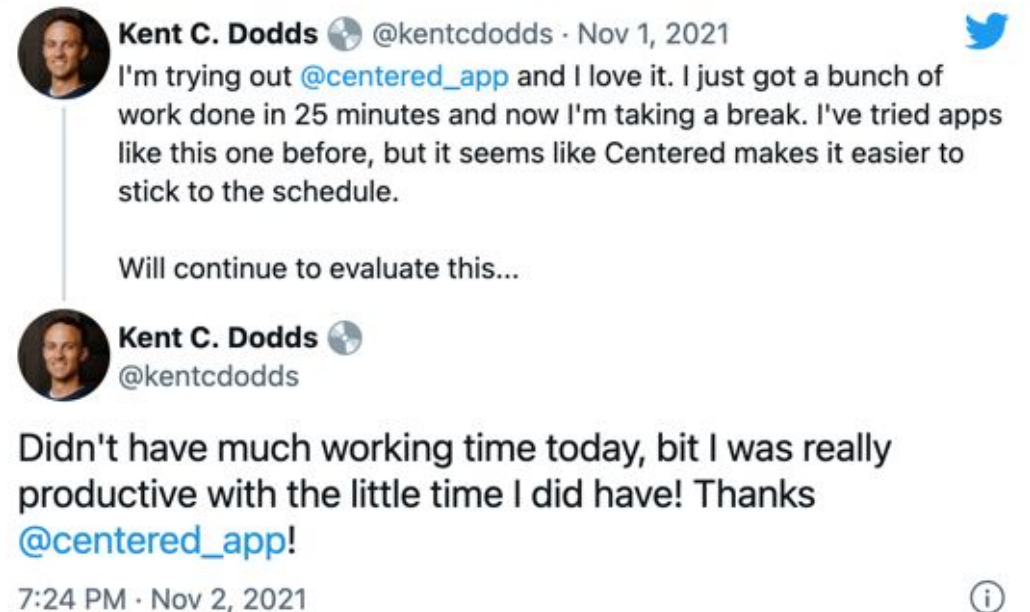 Kent C. Dodds 💿 @kentcdodds · Nov 1, 2021
I'm trying out @centered_app and I love it. I just got a bunch of
work done in 25 minutes and now I'm taking a break. I've tried apps
like this one before, but it seems like Centered makes it easier to
stick to the schedule.
Will continue to evaluate this...
Kent C. Dodds 💿
@kentcdodds
Didn't have much working time today, bit I was really
productive with the little time I did have! Thanks
@centered_app!
7:24 PM · Nov 2, 2021